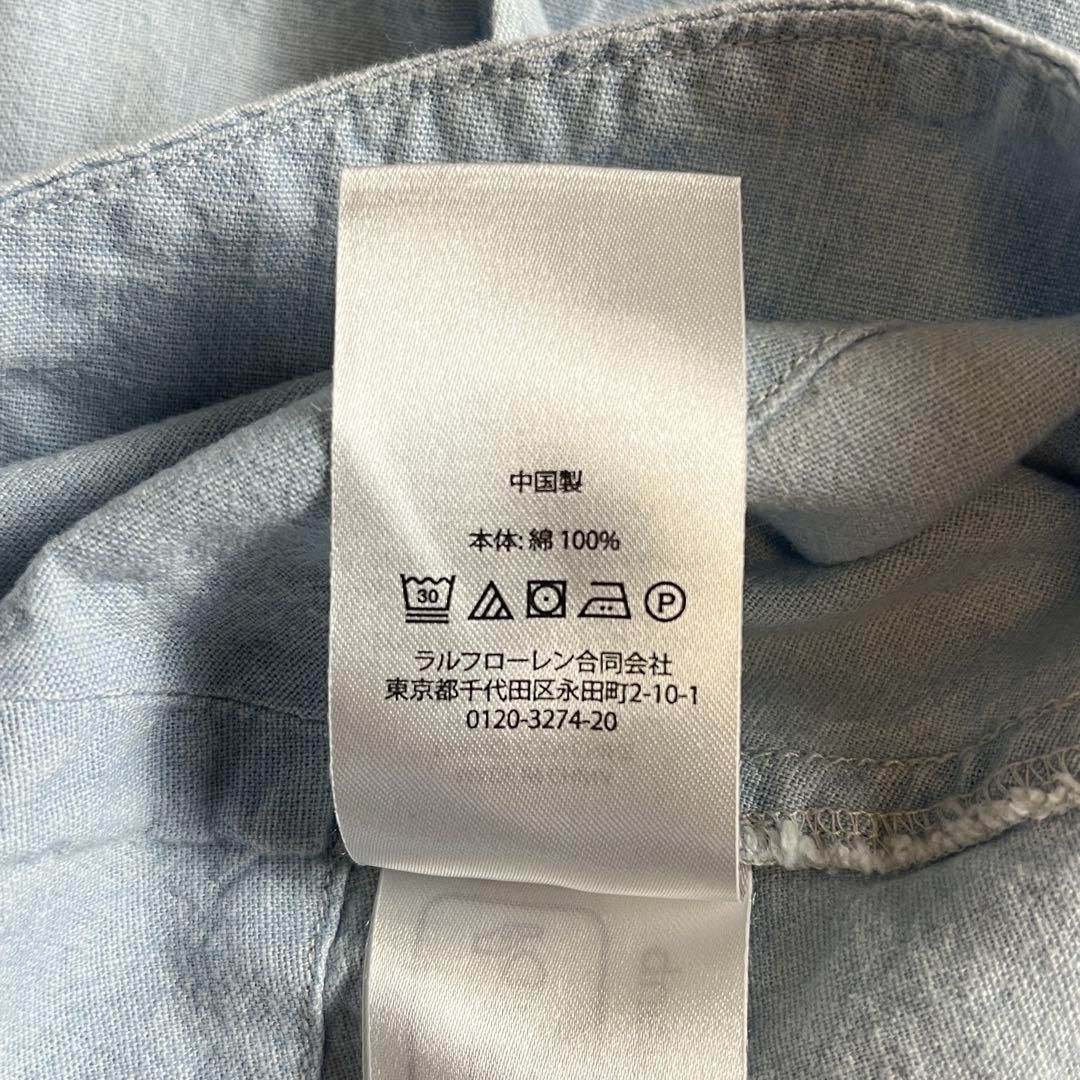 中国製
本体: 綿 100%
30 P
ラルフローレン合同会社
東京都千代田区永田町2-10-1
0120-3274-20